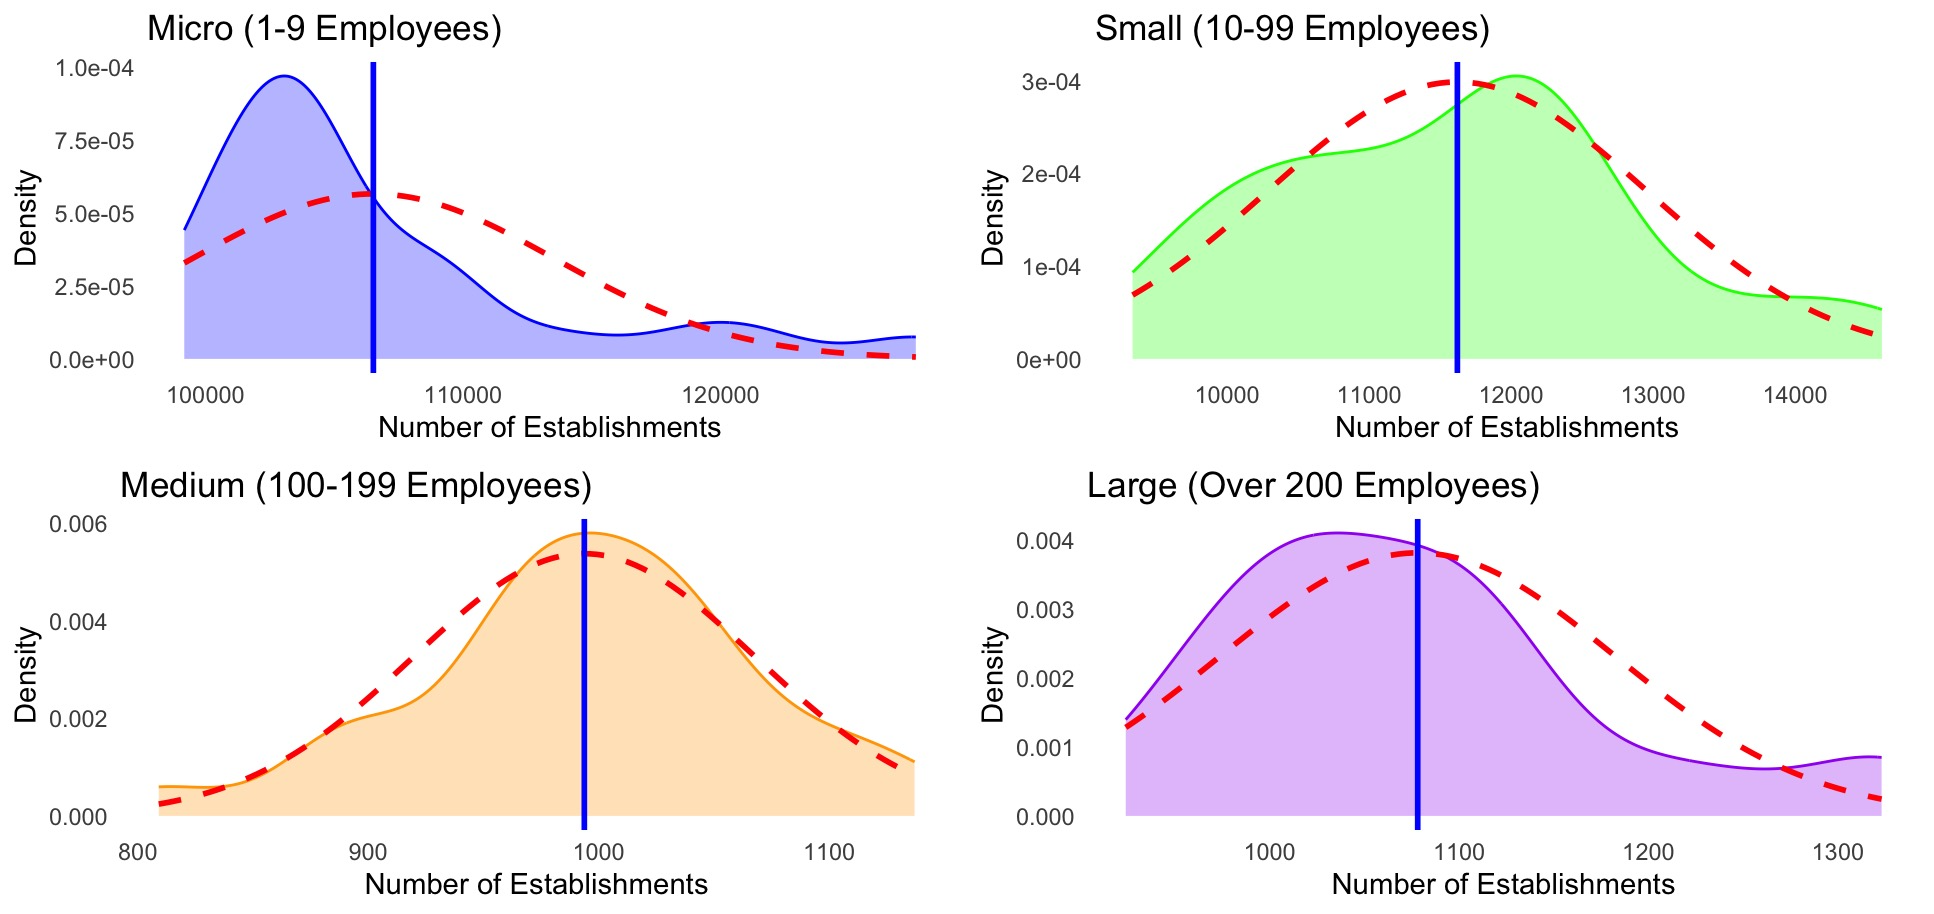 Micro (1-9 Employees)
1.0e-04
7.5e-05
5.0e-05
2.5e-05
0.0e+00
Density
100000 110000 120000
Number of Establishments
Small (10-99 Employees)
3e-04
2e-04
1e-04
0e+00
Density
10000 11000 12000 13000 14000
Number of Establishments
Medium (100-199 Employees)
0.006
0.004
0.002
0.000
Density
800 900 1000 1100
Number of Establishments
Large (Over 200 Employees)
0.004
0.003
0.002
0.001
0.000
Density
1000 1100 1200 1300
Number of Establishments